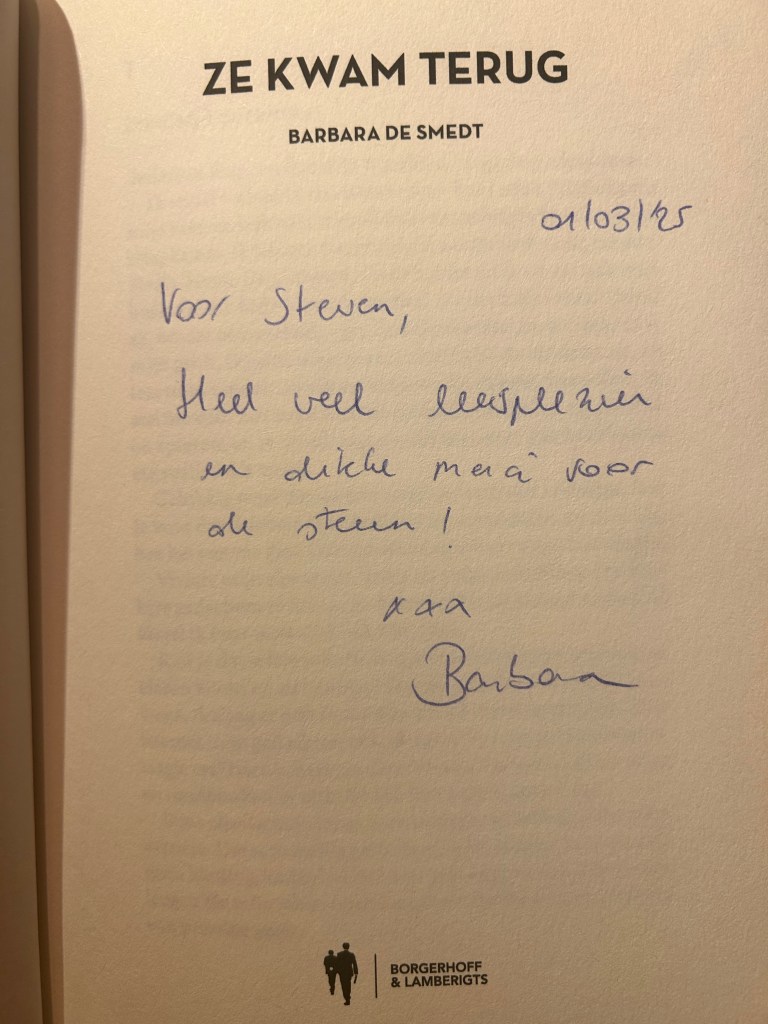 ZE KWAM TERUG
BARBARA DE SMEDT
01/03/'25
Voor Steven,
Heel veel leesplezier
en dikke merci voor
de steun!
xxx
Barbara
BORGERHOFF
& LAMBERIGTS